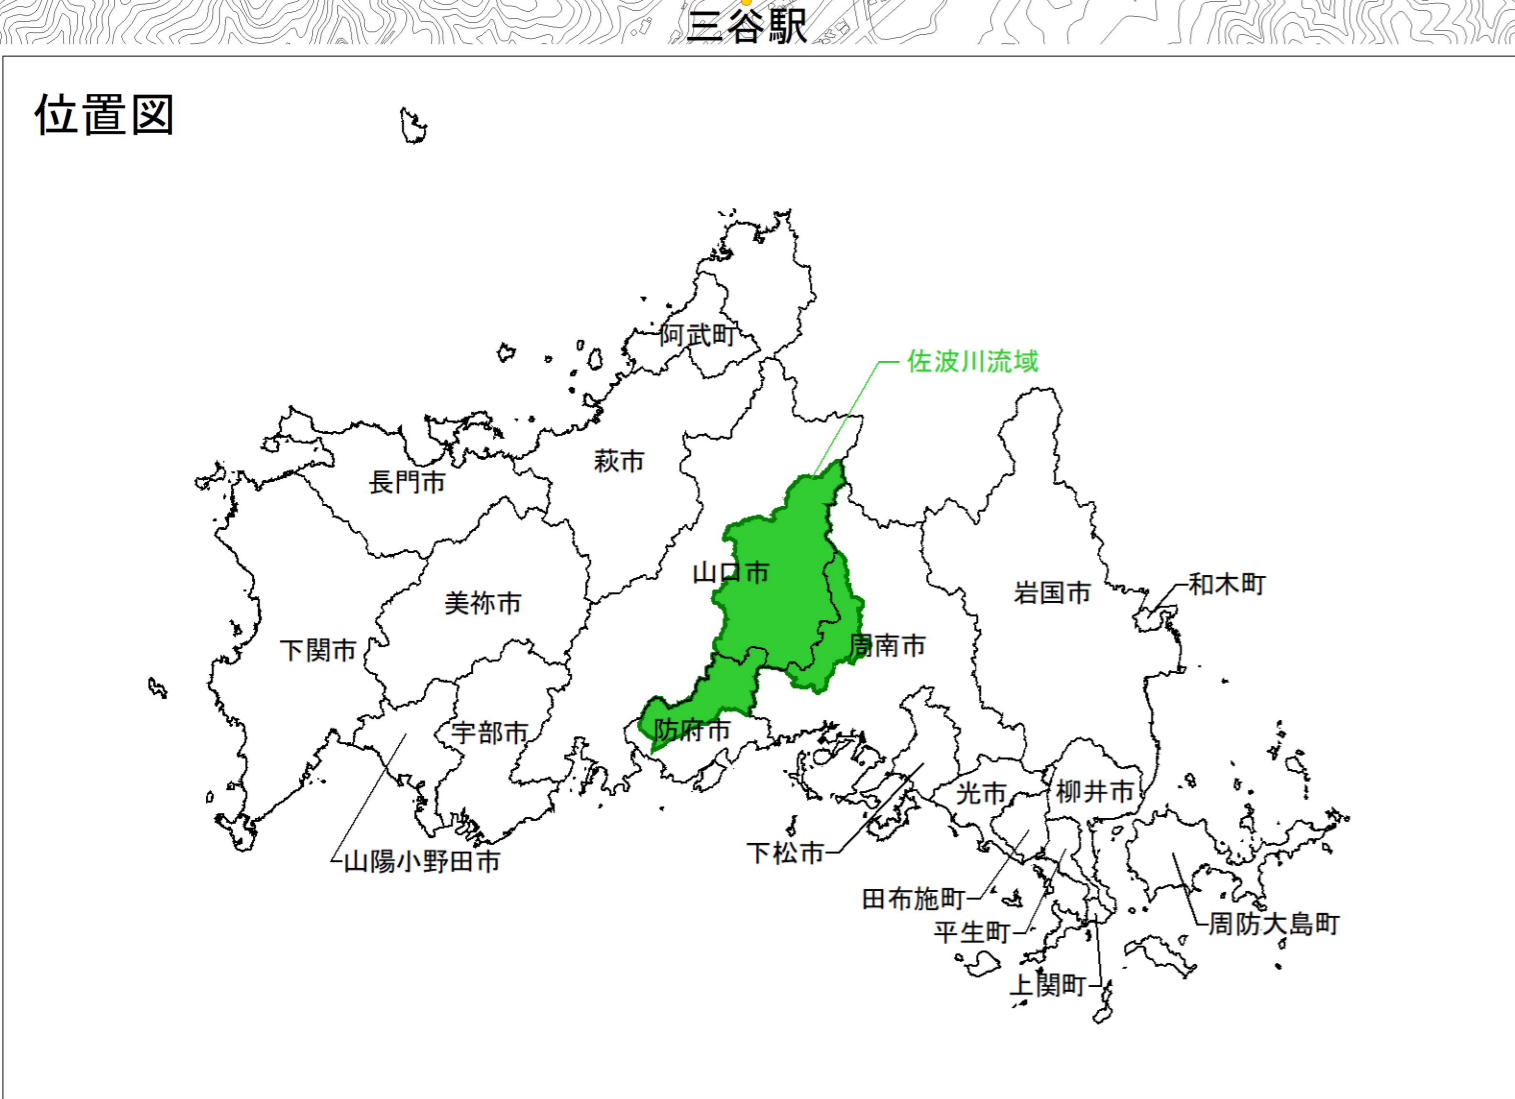 三谷駅
位置図
阿武町
佐波川流域
萩市
長門市
山口市
岩国市
和木町
美祢市
下関市
周南市
宇部市
防府市
光市
柳井市
下松市
山陽小野田市
田布施町
平生町
周防大島町
上関町